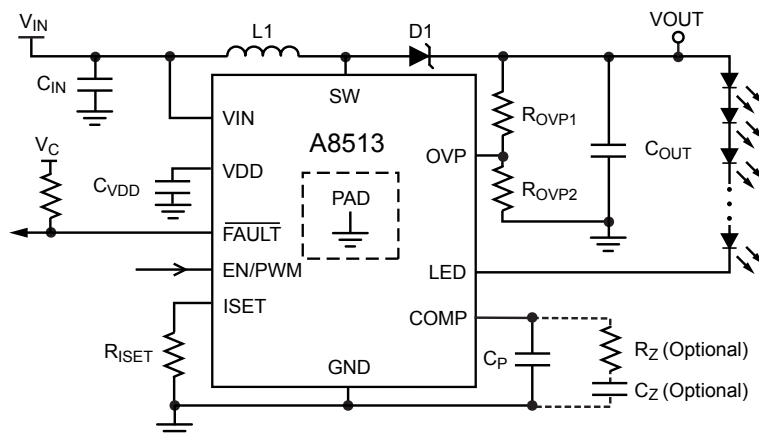 VIN
L1
D1
VOUT
CIN
SW
VIN
ROVP1
A8513
VC
OVP
COUT
VDD
CVDD
PAD
ROVP2
FAULT
EN/PWM
LED
ISET
COMP
RISET
CP
RZ (Optional)
GND
CZ (Optional)